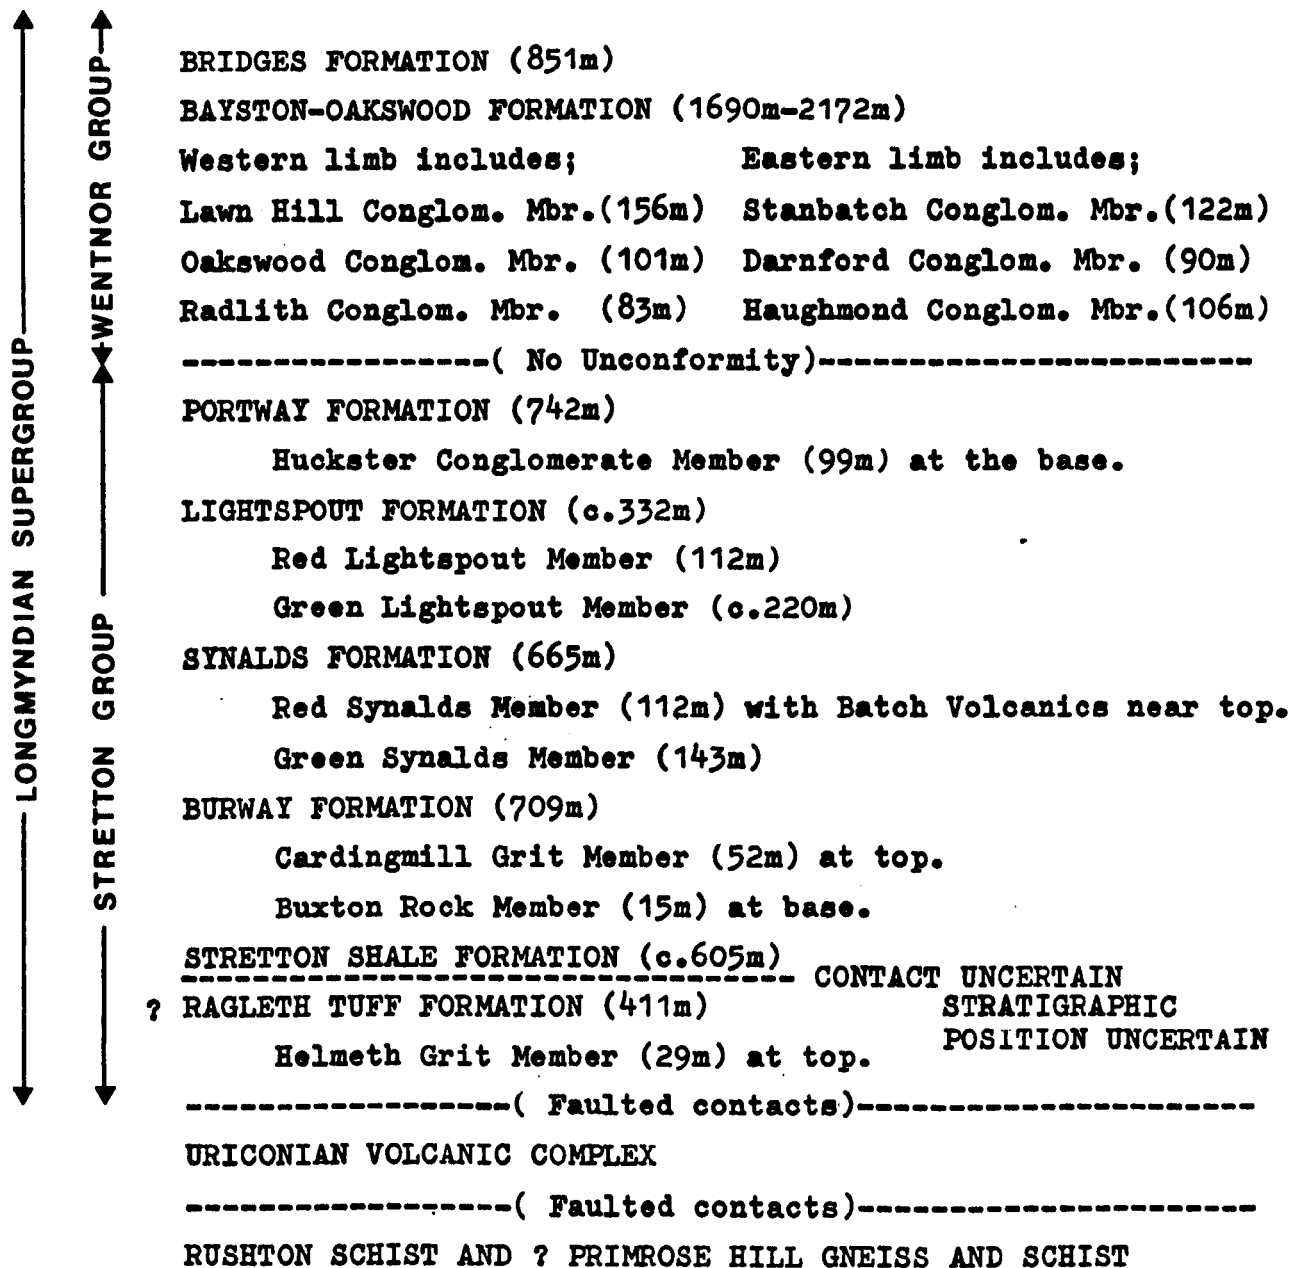 LONGMYNDIAN SUPERGROUP
WENTNOR GROUP
STRETTON GROUP
BRIDGES FORMATION (851m)
BAYSTON-OAKSWOOD FORMATION (1690m-2172m)
Western limb includes; Eastern limb includes;
Lawn Hill Conglom. Mbr.(156m) Stanbatch Conglom. Mbr.(122m)
Oakswood Conglom. Mbr. (101m) Darnford Conglom. Mbr. (90m)
Radlith Conglom. Mbr. (83m) Haughmond Conglom. Mbr.(106m)
-----------------( No Unconformity)------------------------
PORTWAY FORMATION (742m)
Huckster Conglomerate Member (99m) at the base.
LIGHTSPOUT FORMATION (c.332m)
Red Lightspout Member (112m)
Green Lightspout Member (c.220m)
SYNALDS FORMATION (665m)
Red Synalds Member (112m) with Batch Volcanics near top.
Green Synalds Member (143m)
BURWAY FORMATION (709m)
Cardingmill Grit Member (52m) at top.
Buxton Rock Member (15m) at base.
STRETTON SHALE FORMATION (c.605m)
---------------------------------- CONTACT UNCERTAIN
? RAGLETH TUFF FORMATION (411m) STRATIGRAPHIC
POSITION UNCERTAIN
Helmeth Grit Member (29m) at top.
------------------( Faulted contacts)----------------------
URICONIAN VOLCANIC COMPLEX
------------------( Faulted contacts)----------------------
RUSHTON SCHIST AND ? PRIMROSE HILL GNEISS AND SCHIST